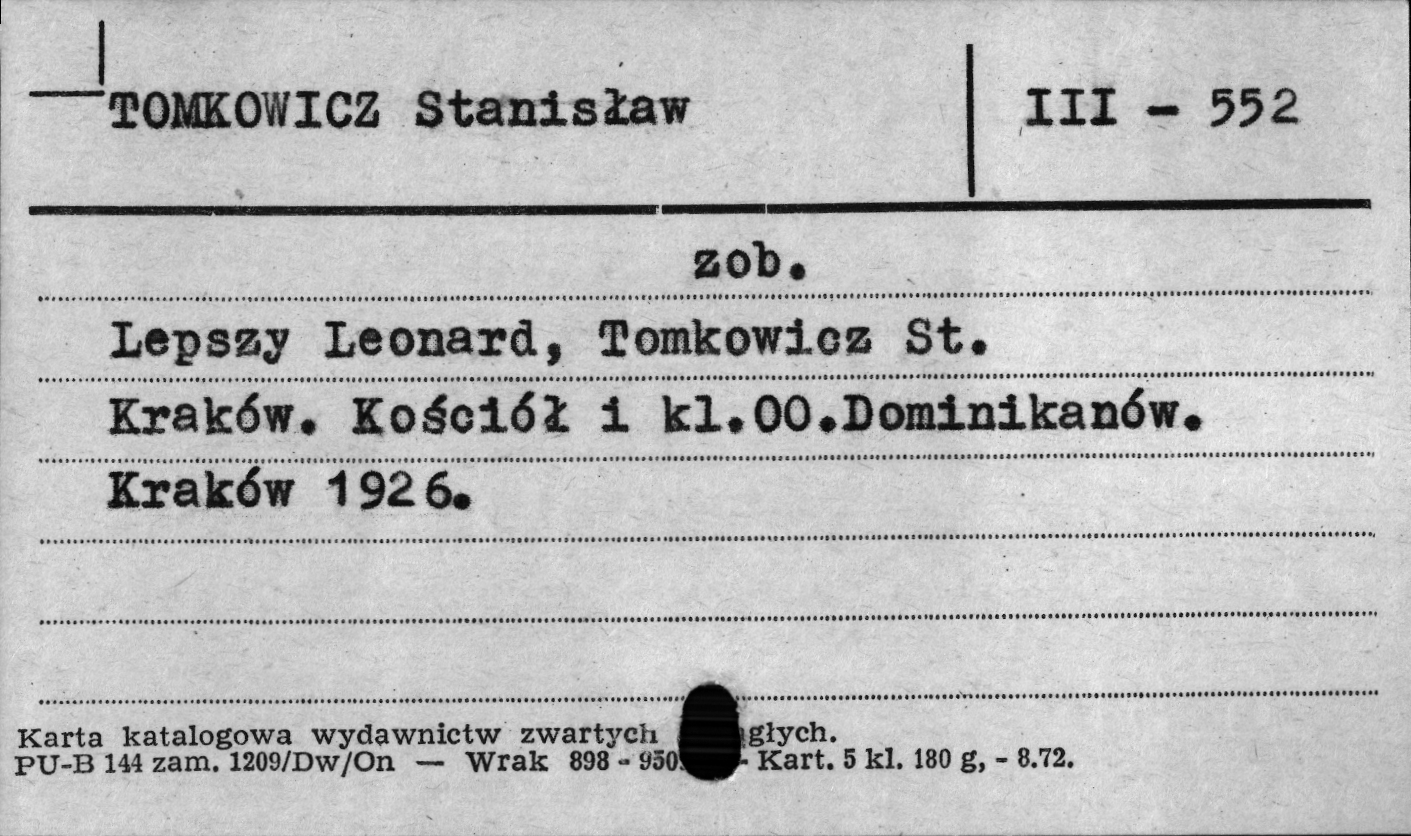 TOMKOWICZ Stanisław
III - 552
zob.
Lepszy Leonard, Tomkowicz St.
Kraków. Kościół i kl.OO.Dominikanów.
Kraków 1926.
Karta katalogowa wydawnictw zwartych głych.
PU-B 144 zam. 1209/Dw/On — Wrak 898 - 950 - Kart. 5 kl. 180 g, - 8.72.